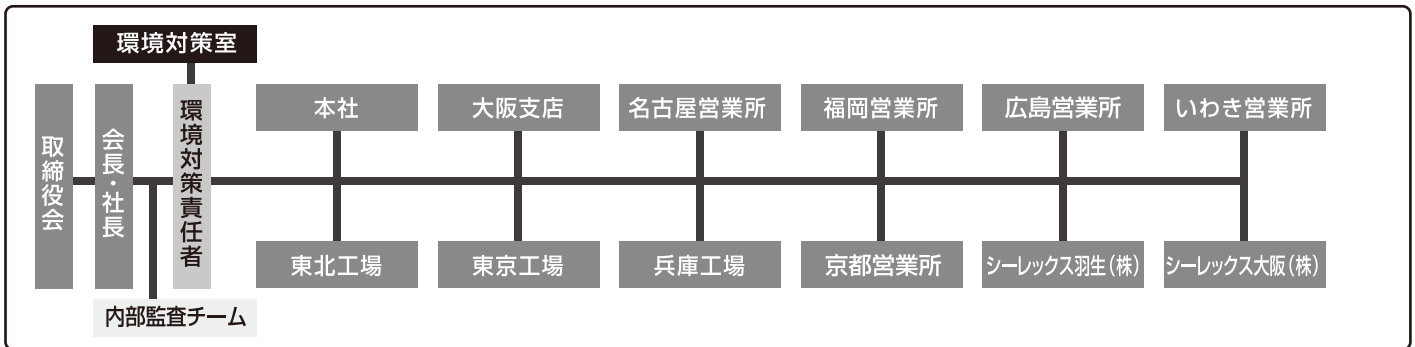 環境対策室
取締役会
会長・社長
環境対策責任者
本社
大阪支店
名古屋営業所
福岡営業所
広島営業所
いわき営業所
東北工場
東京工場
兵庫工場
京都営業所
シーレックス羽生(株)
シーレックス大阪(株)
内部監査チーム